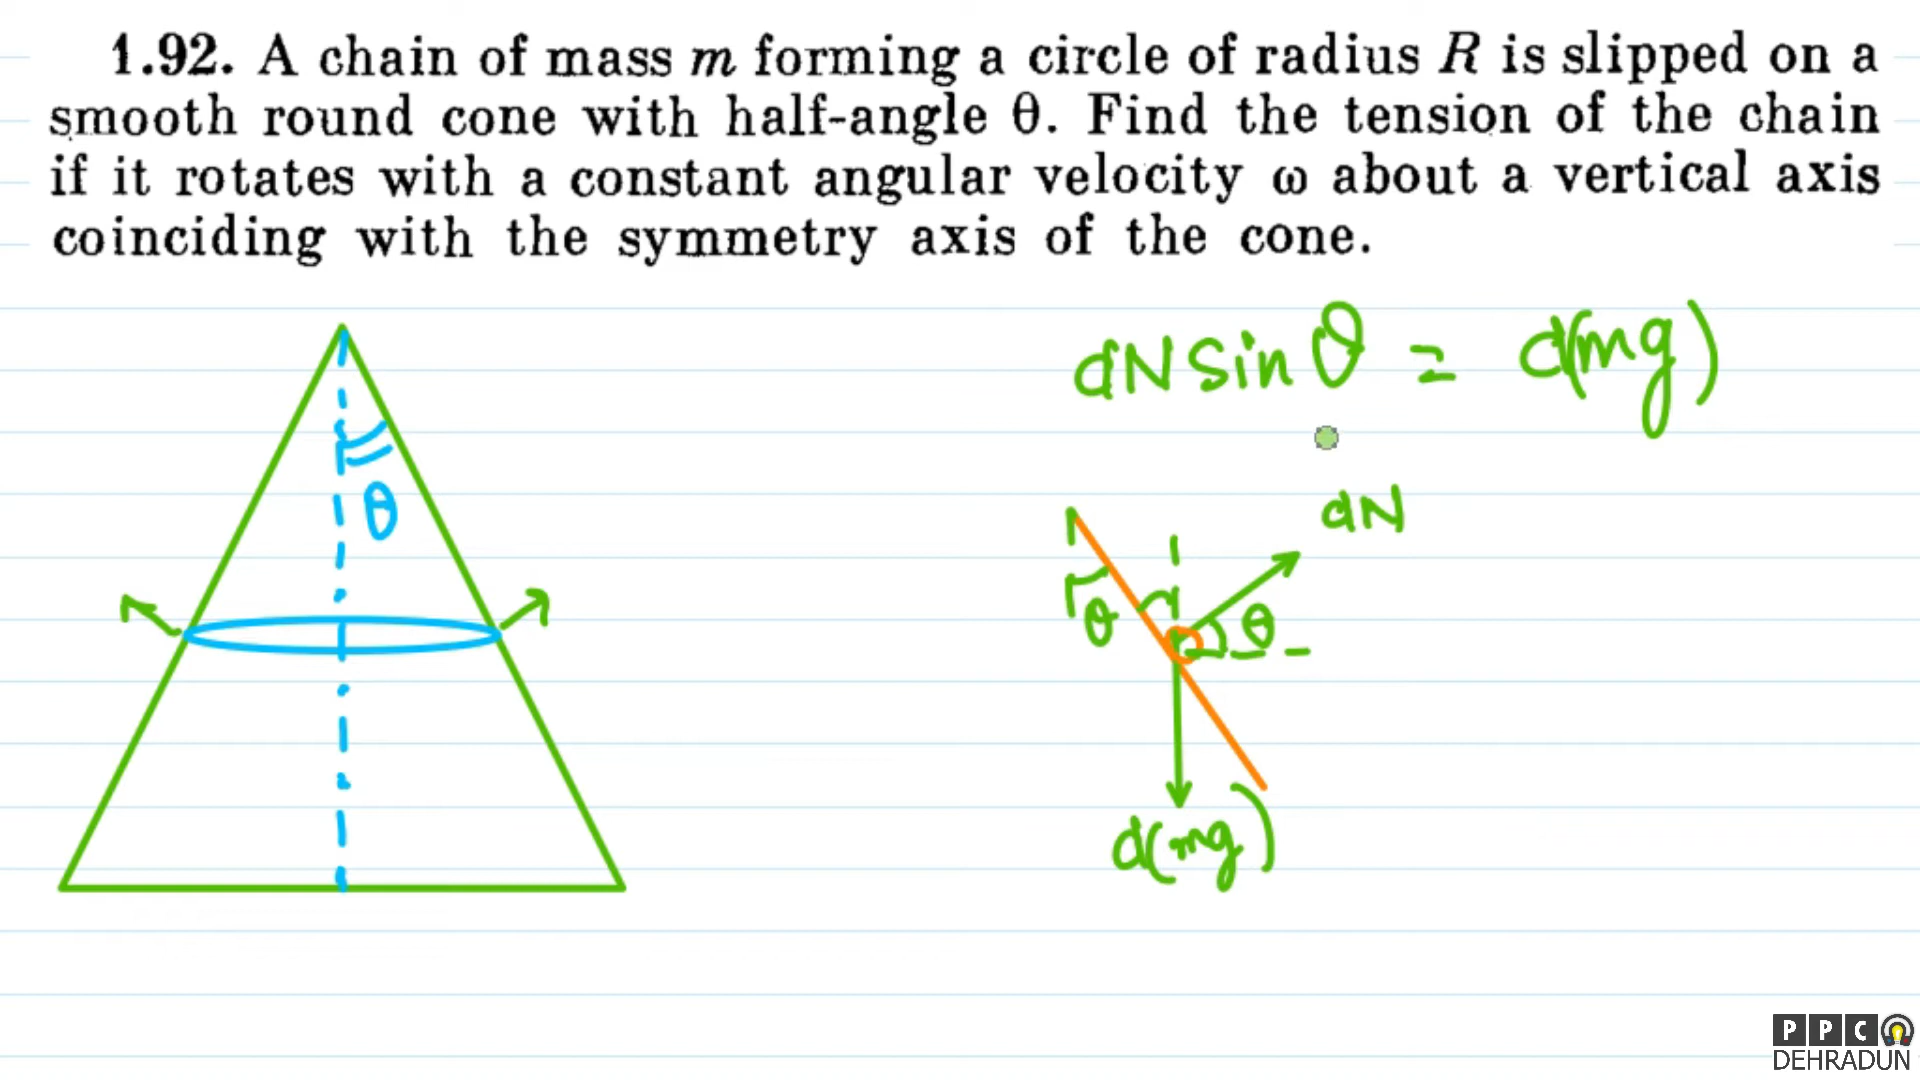 1.92. A chain of mass m forming a circle of radius R is slipped on a
smooth round cone with half-angle θ. Find the tension of the chain
if it rotates with a constant angular velocity ω about a vertical axis
coinciding with the symmetry axis of the cone.
dN sin θ = d(mg)
θ
dN
θ
θ
d(mg)
PPC
DEHRADUN